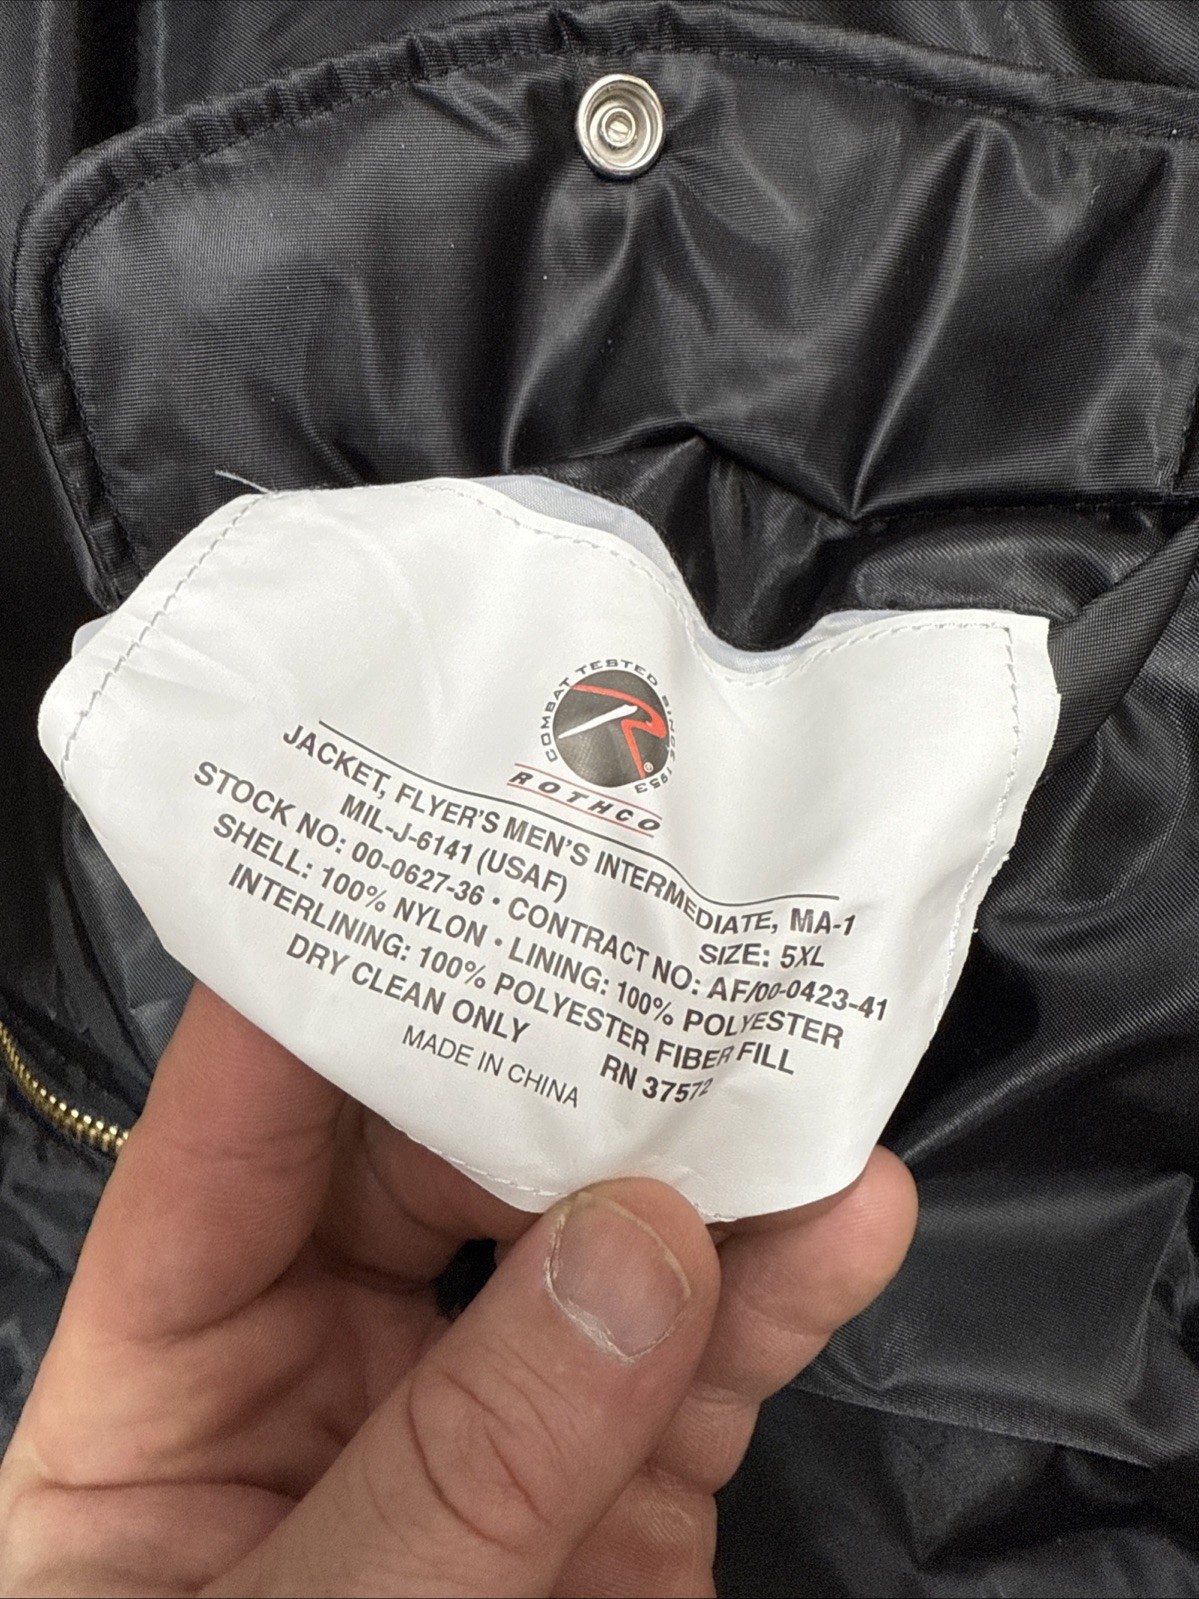 COMBAT TESTED SINCE 1953
R®
ROTHCO
JACKET, FLYER'S MEN'S INTERMEDIATE, MA-1
MIL-J-6141 (USAF) SIZE: 5XL
STOCK NO: 00-0627-36 • CONTRACT NO: AF/00-0423-41
SHELL: 100% NYLON • LINING: 100% POLYESTER
INTERLINING: 100% POLYESTER FIBER FILL
DRY CLEAN ONLY RN 37572
MADE IN CHINA